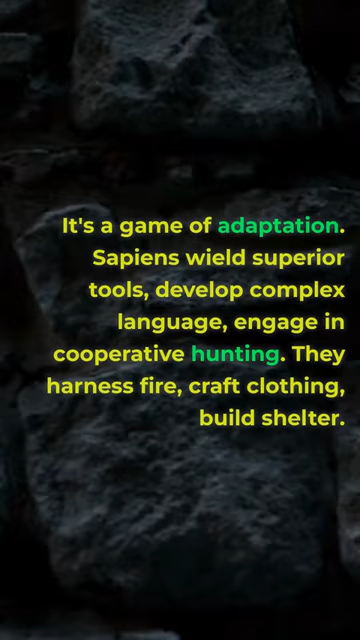 It's a game of adaptation.
Sapiens wield superior
tools, develop complex
language, engage in
cooperative hunting. They
harness fire, craft clothing,
build shelter.